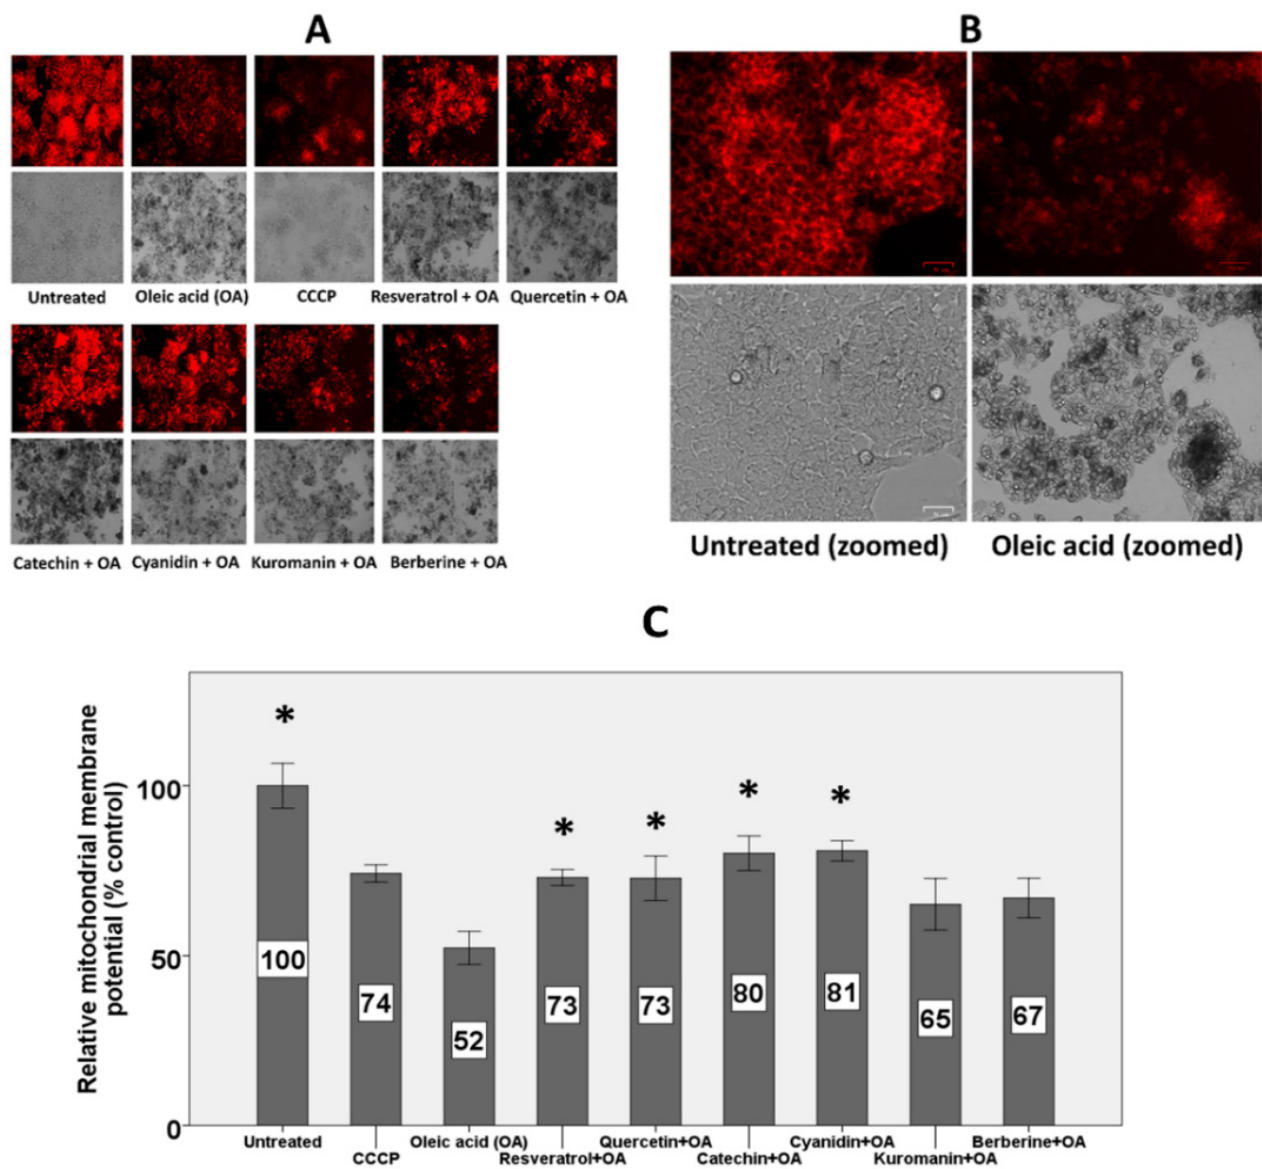 A
B
Untreated
Oleic acid (OA)
CCCP
Resveratrol + OA
Quercetin + OA
Catechin + OA
Cyanidin + OA
Kuromanin + OA
Berberine + OA
Untreated (zoomed)
Oleic acid (zoomed)
C
Relative mitochondrial membrane
potential (% control)
100
50
0
*
*
*
*
*
100
74
52
73
73
80
81
65
67
Untreated
CCCP
Oleic acid (OA)
Resveratrol+OA
Quercetin+OA
Catechin+OA
Cyanidin+OA
Kuromanin+OA
Berberine+OA